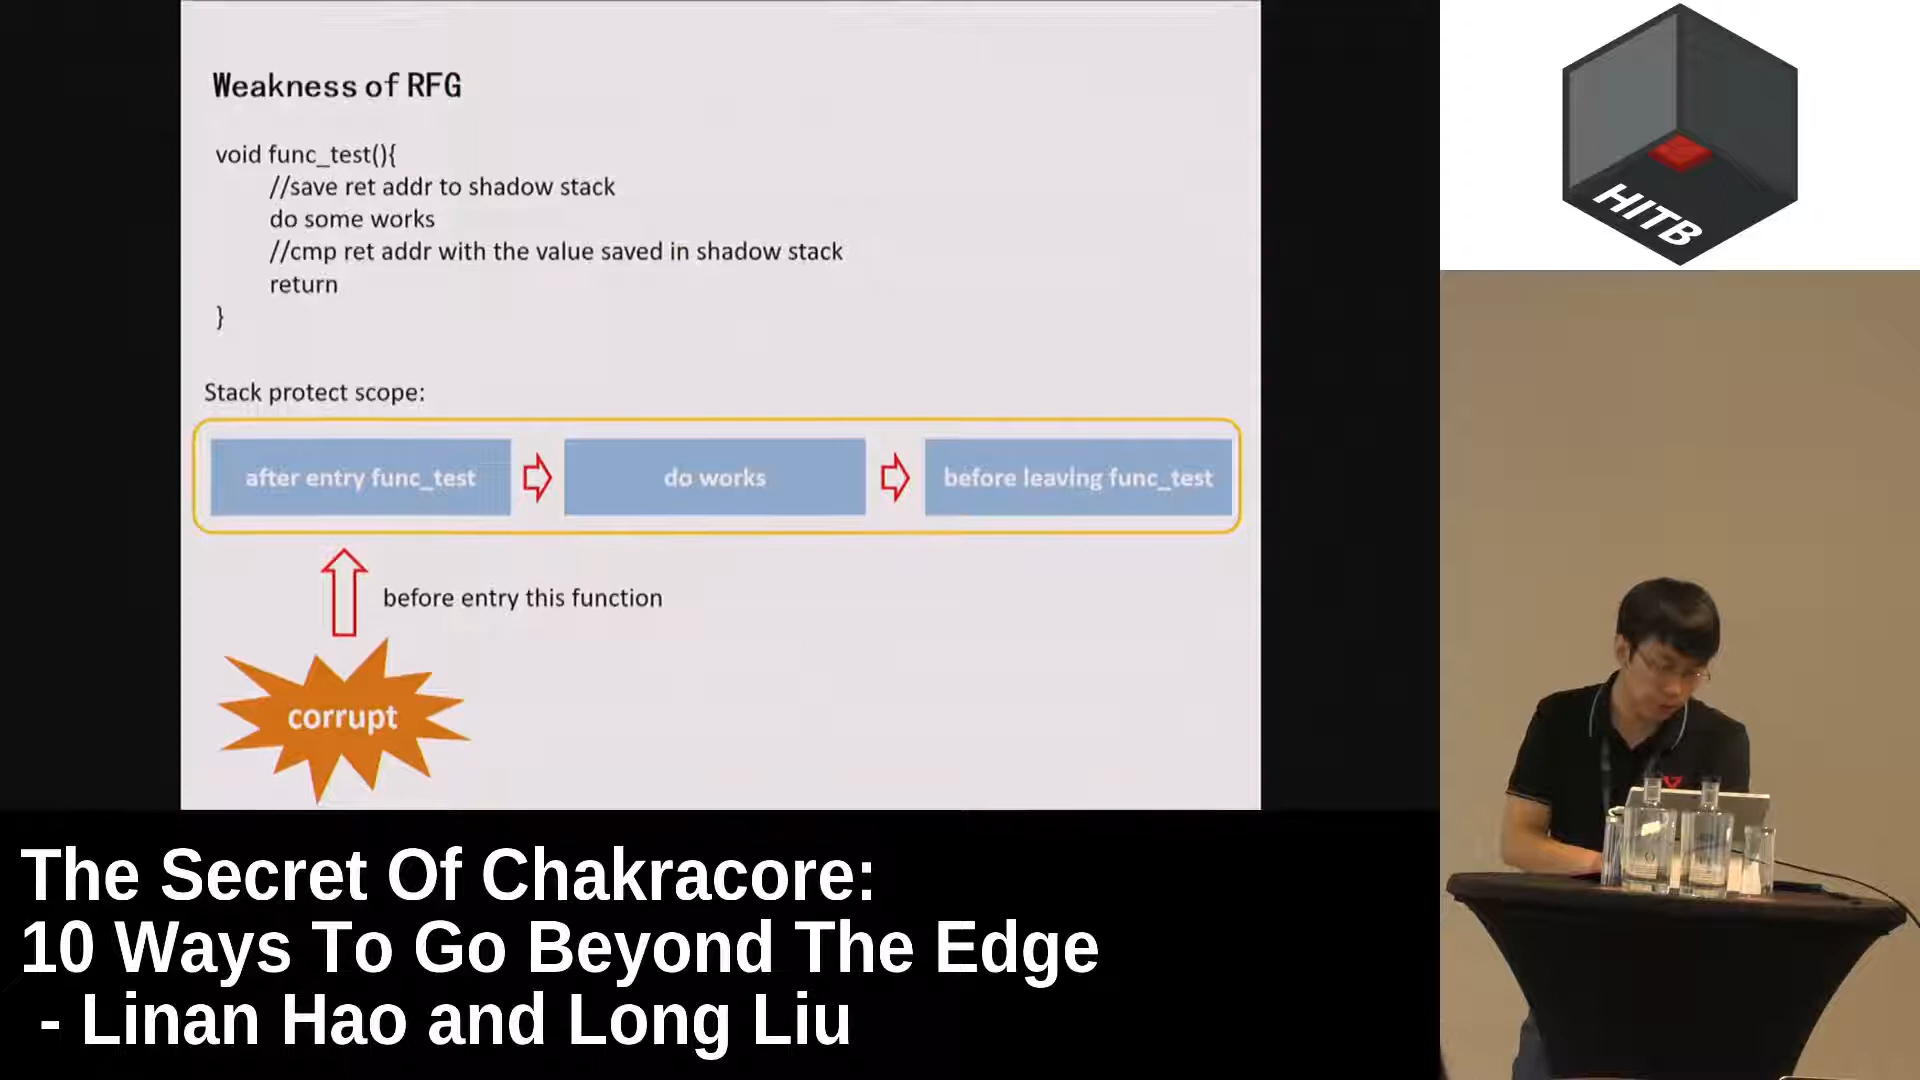 Weakness of RFG
void func_test(){
//save ret addr to shadow stack
do some works
//cmp ret addr with the value saved in shadow stack
return
}
Stack protect scope:
after entry func_test
do works
before leaving func_test
before entry this function
corrupt
HITB
The Secret Of Chakracore:
10 Ways To Go Beyond The Edge
- Linan Hao and Long Liu